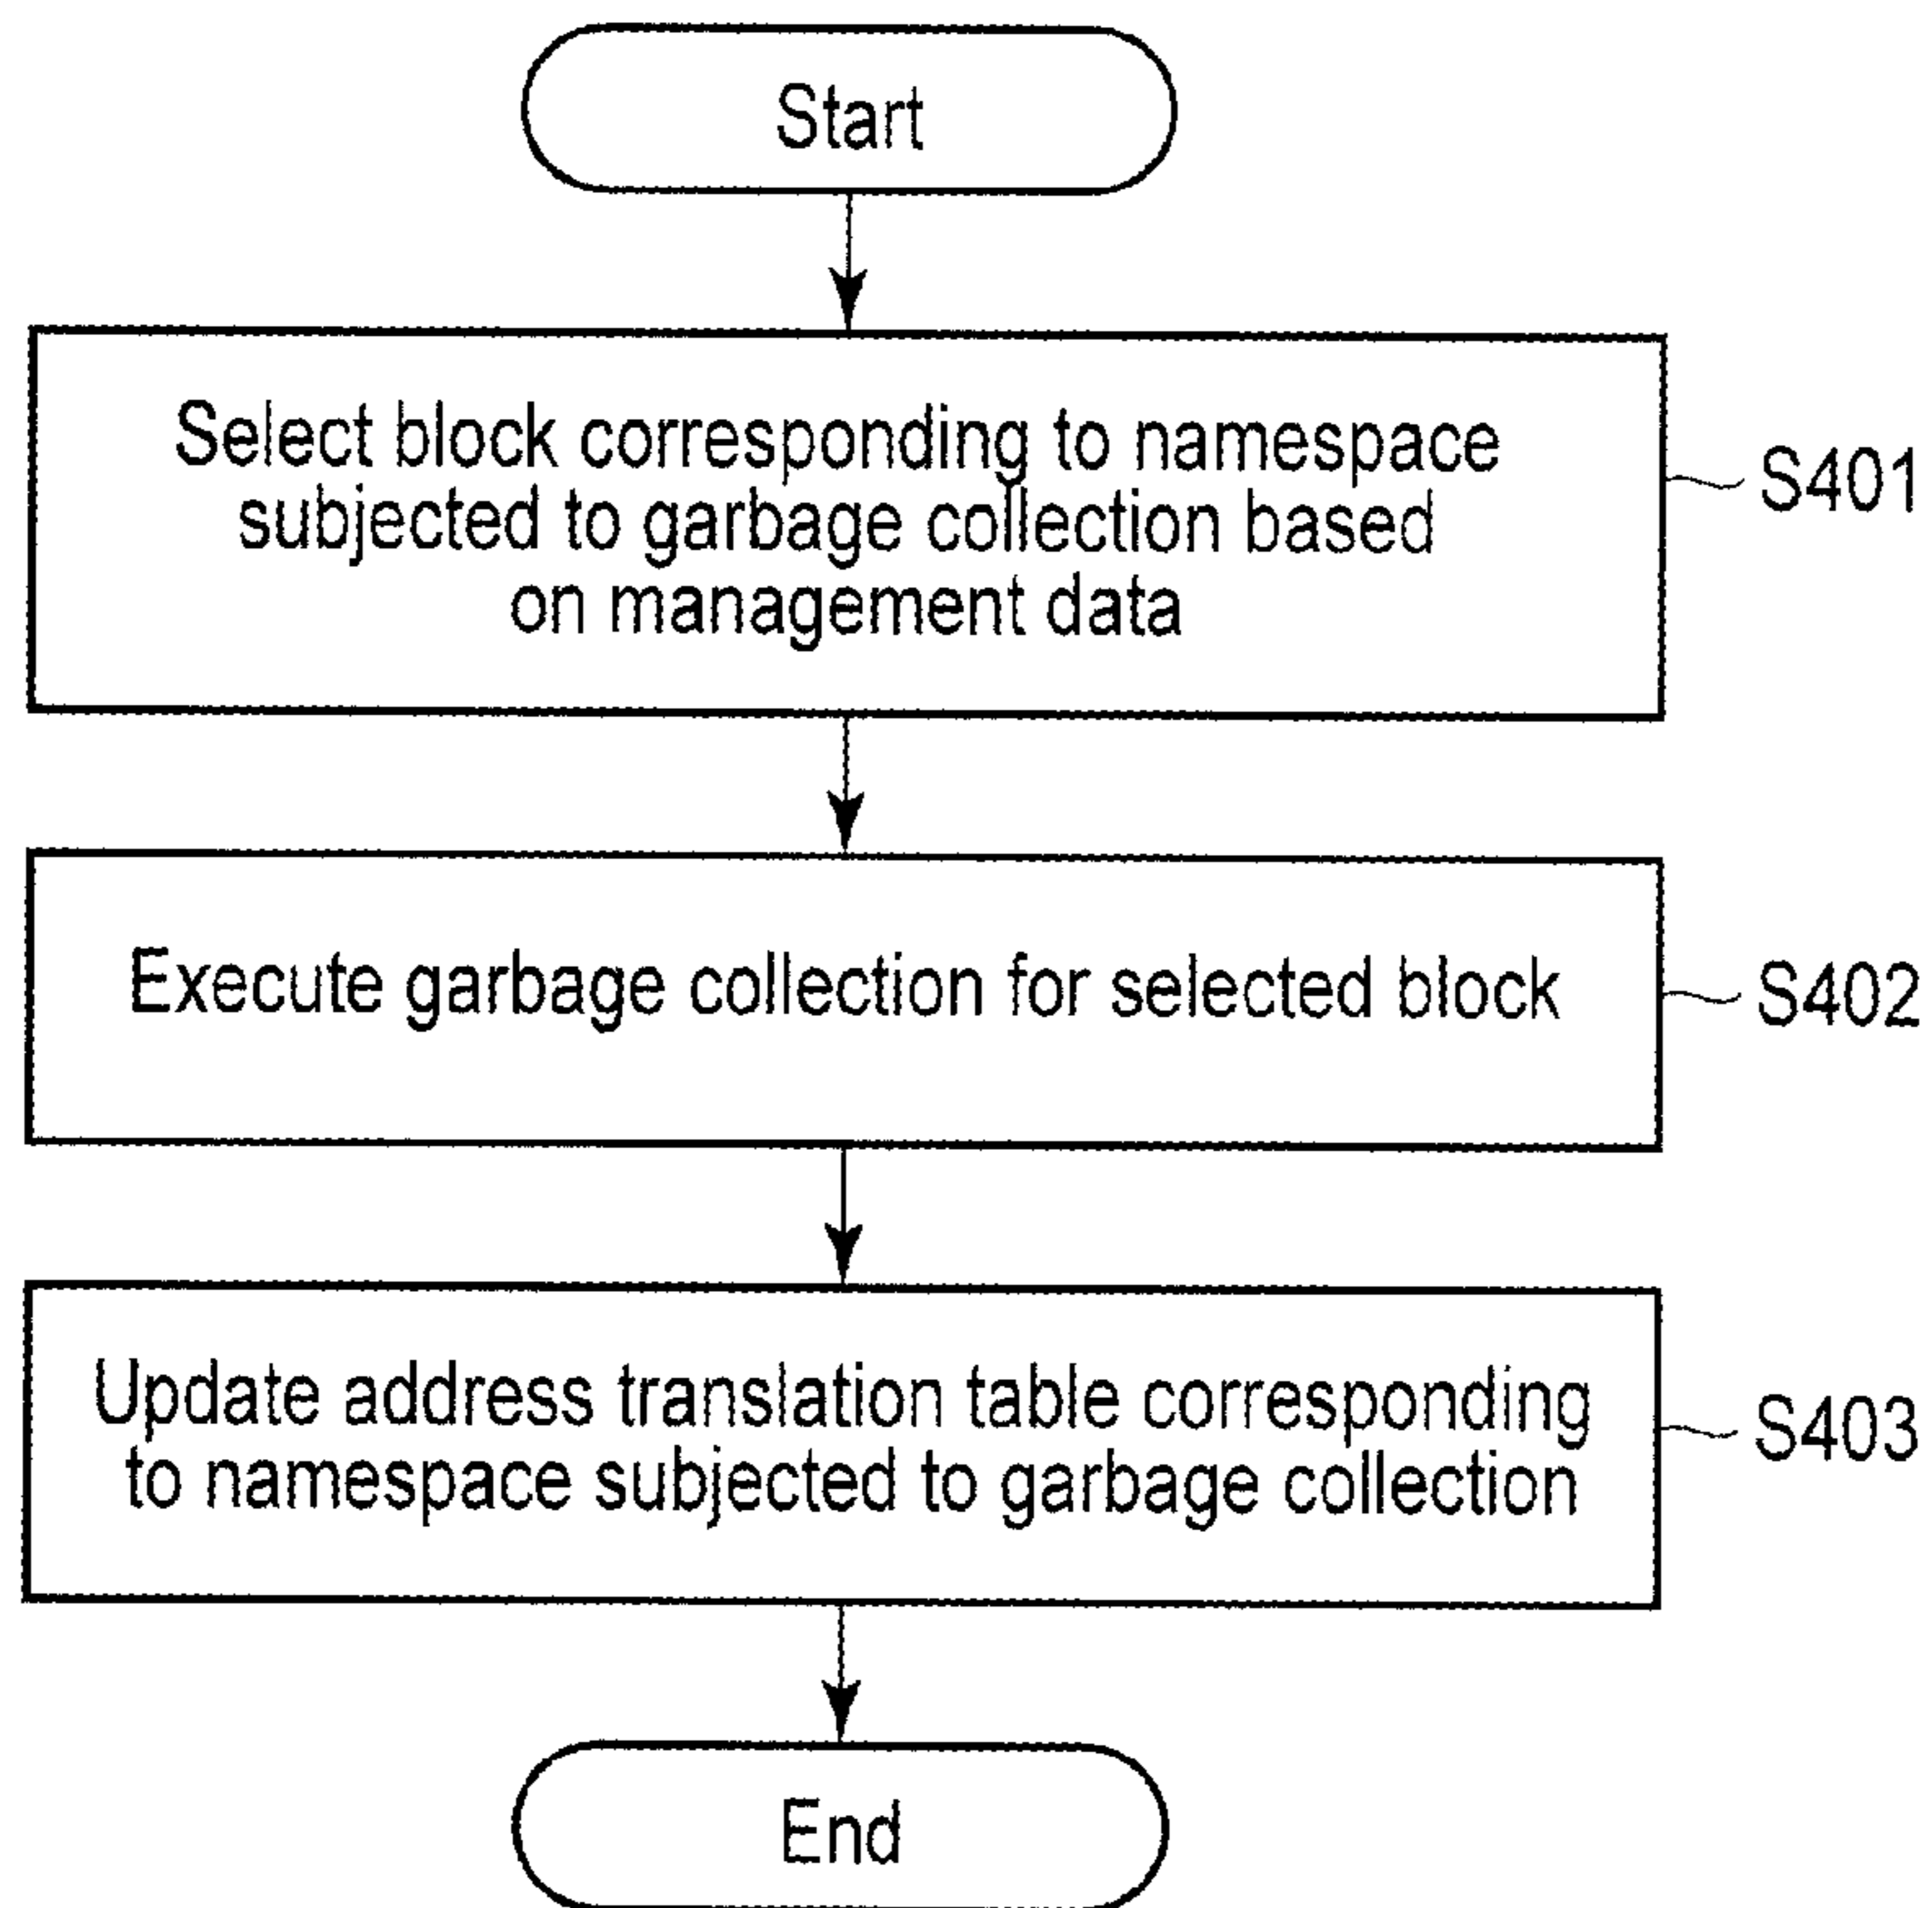 Start
Select block corresponding to namespace
subjected to garbage collection based
on management data
S401
Execute garbage collection for selected block
S402
Update address translation table corresponding
to namespace subjected to garbage collection
S403
End